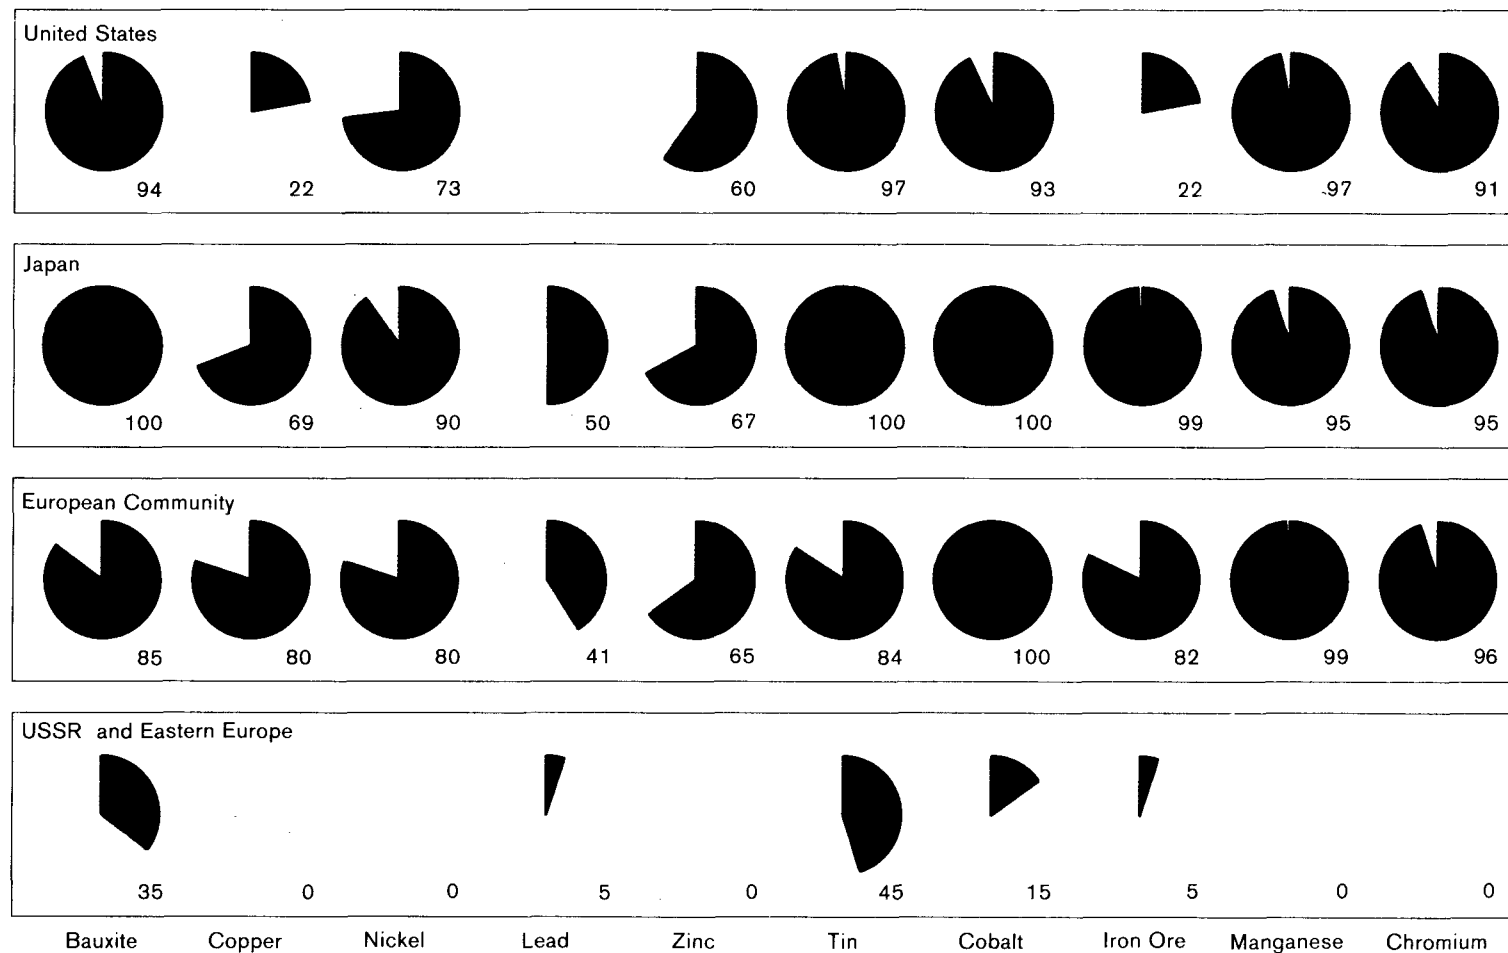 United States
94 22 73 60 97 93 22 97 91
Japan
100 69 90 50 67 100 100 99 95 95
European Community
85 80 80 41 65 84 100 82 99 96
USSR and Eastern Europe
35 0 0 5 0 45 15 5 0 0
Bauxite Copper Nickel Lead Zinc Tin Cobalt Iron Ore Manganese Chromium